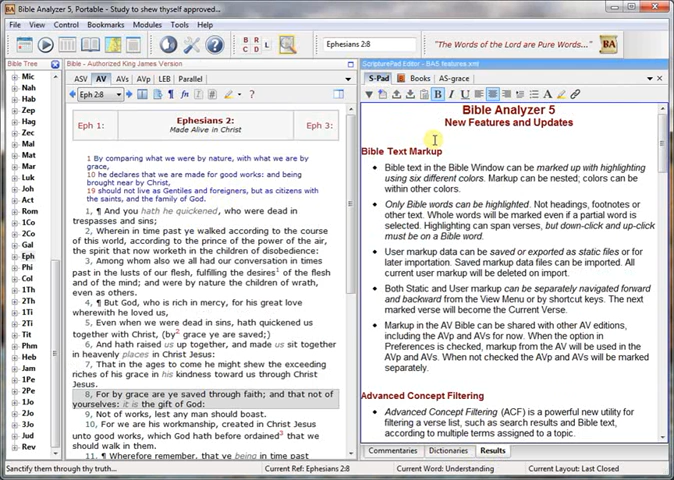 Bible Analyzer 5, Portable - Study to shew thyself approved...
File View Control Bookmarks Modules Tools Help
B R
C D L
Ephesians 2:8
"The Words of the Lord are Pure Words..."
BA
Bible Tree
Bible - Authorized King James Version
ScripturePad Editor - BA5 features.xml
Mic
Nah
Hab
Zep
Hag
Zec
Mal
Mat
Mar
Luk
Joh
Act
Rom
1Co
2Co
Gal
Eph
Phi
Col
1Th
2Th
1Ti
2Ti
Tit
Phm
Heb
Jam
1Pe
2Pe
1Jo
2Jo
3Jo
Jud
Rev
ASV AV AVs AVp LEB Parallel
Eph 2:8
Eph 1:
Ephesians 2:
Made Alive in Christ
Eph 3:
1 By comparing what we were by nature, with what we are by
grace,
10 he declares that we are made for good works: and being
brought near by Christ,
19 should not live as Gentiles and foreigners, but as citizens with
the saints, and the family of God.
1, ¶ And you hath he quickened, who were dead in
trespasses and sins;
2, Wherein in time past ye walked according to the course
of this world, according to the prince of the power of the air,
the spirit that now worketh in the children of disobedience:
3, Among whom also we all had our conversation in times
past in the lusts of our flesh, fulfilling the desires¹ of the flesh
and of the mind; and were by nature the children of wrath,
even as others.
4, ¶ But God, who is rich in mercy, for his great love
wherewith he loved us,
5, Even when we were dead in sins, hath quickened us
together with Christ, (by² grace ye are saved;)
6, And hath raised us up together, and made us sit together
in heavenly places in Christ Jesus:
7, That in the ages to come he might shew the exceeding
riches of his grace in his kindness toward us through Christ
Jesus.
8, For by grace are ye saved through faith; and that not of
yourselves: it is the gift of God:
9, Not of works, lest any man should boast.
10, For we are his workmanship, created in Christ Jesus
unto good works, which God hath before ordained³ that we
should walk in them.
11, ¶ Wherefore remember, that ye being in time past
S-Pad Books AS-grace
B I U
Bible Analyzer 5
New Features and Updates
Bible Text Markup
• Bible text in the Bible Window can be marked up with highlighting
using six different colors. Markup can be nested; colors can be
within other colors.
• Only Bible words can be highlighted. Not headings, footnotes or
other text. Whole words will be marked even if a partial word is
selected. Highlighting can span verses, but down-click and up-click
must be on a Bible word.
• User markup data can be saved or exported as static files or for
later importation. Saved markup data files can be imported. All
current user markup will be deleted on import.
• Both Static and User markup can be separately navigated forward
and backward from the View Menu or by shortcut keys. The next
marked verse will become the Current Verse.
• Markup in the AV Bible can be shared with other AV editions,
including the AVp and AVs for now. When the option in
Preferences is checked, markup from the AV will be used in the
AVp and AVs. When not checked the AVp and AVs will be marked
separately.
Advanced Concept Filtering
• Advanced Concept Filtering (ACF) is a powerful new utility for
filtering a verse list, such as search results and Bible text,
according to multiple terms assigned to a topic.
Commentaries Dictionaries Results
Sanctify them through thy truth...
Current Ref: Ephesians 2:8
Current Word: Understanding
Current Layout: Last Closed